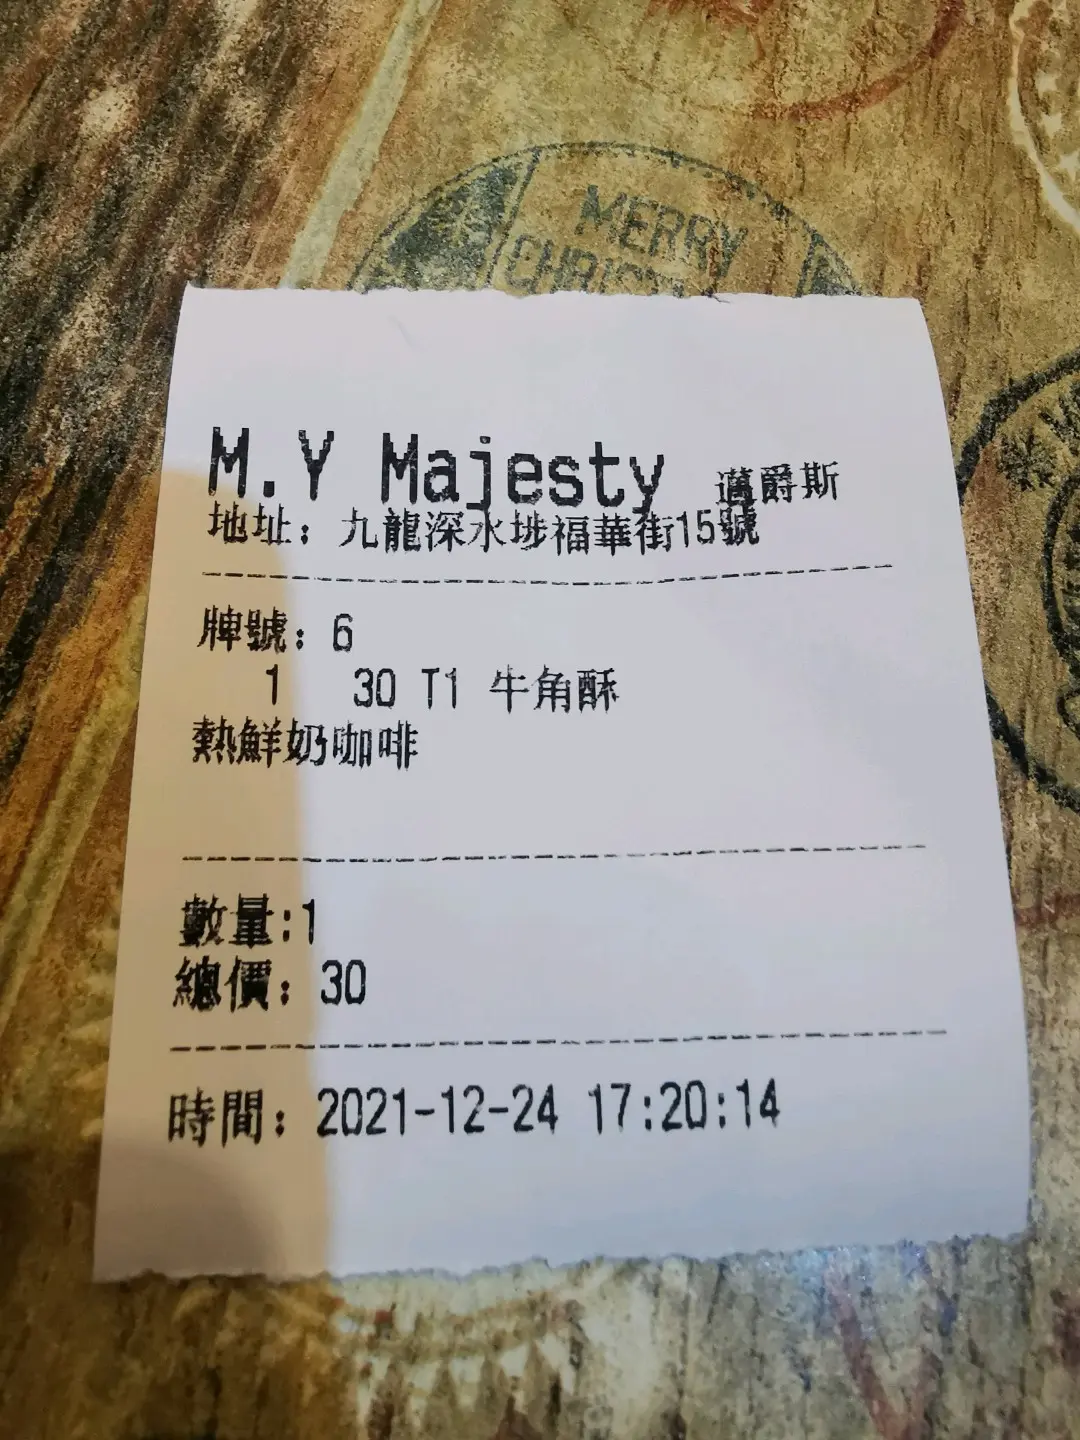 MERRY
M.Y Majesty 邁爵斯
地址：九龍深水埗福華街15號
牌號：6
1 30 T1 牛角酥
熱鮮奶咖啡
數量:1
總價：30
時間：2021-12-24 17:20:14